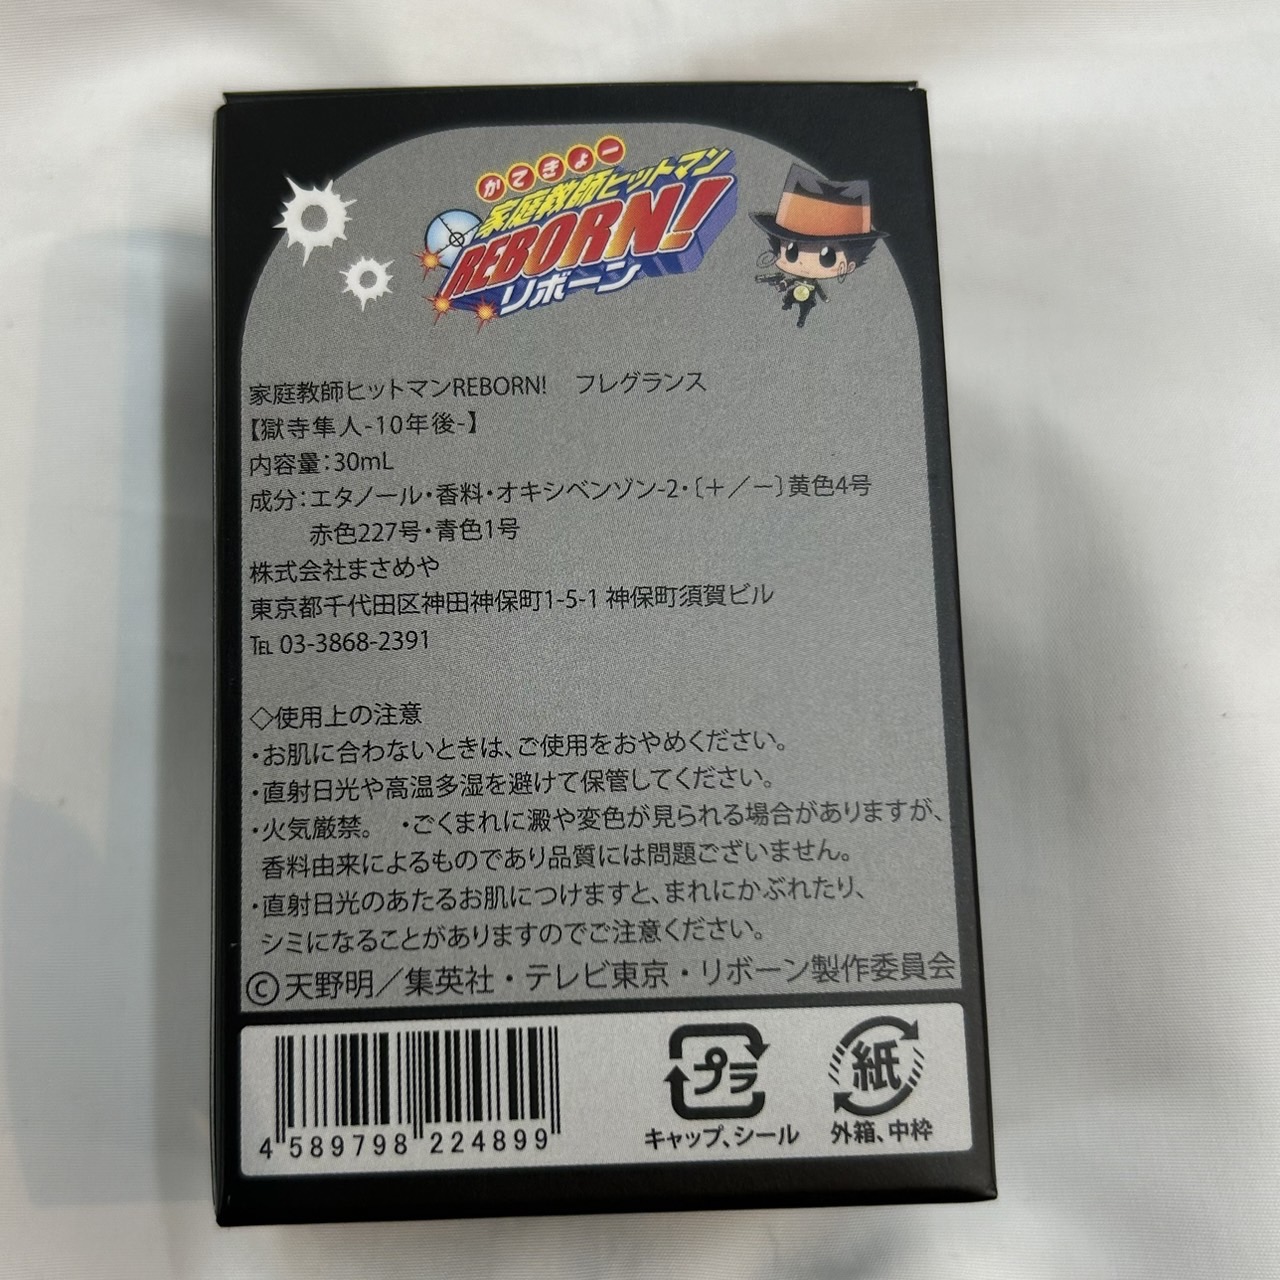 かてきょー
家庭教師ヒットマン
REBORN!
リボーン
家庭教師ヒットマンREBORN!　フレグランス
【獄寺隼人-10年後-】
内容量：30mL
成分：エタノール・香料・オキシベンゾン-2・〔＋／－〕黄色4号
赤色227号・青色1号
株式会社まさめや
東京都千代田区神田神保町1-5-1 神保町須賀ビル
℡ 03-3868-2391
◇使用上の注意
・お肌に合わないときは、ご使用をおやめください。
・直射日光や高温多湿を避けて保管してください。
・火気厳禁。　・ごくまれに澱や変色が見られる場合がありますが、
香料由来によるものであり品質には問題ございません。
・直射日光のあたるお肌につけますと、まれにかぶれたり、
シミになることがありますのでご注意ください。
©天野明／集英社・テレビ東京・リボーン製作委員会
4 589798 224899
プラ
キャップ、シール
紙
外箱、中枠